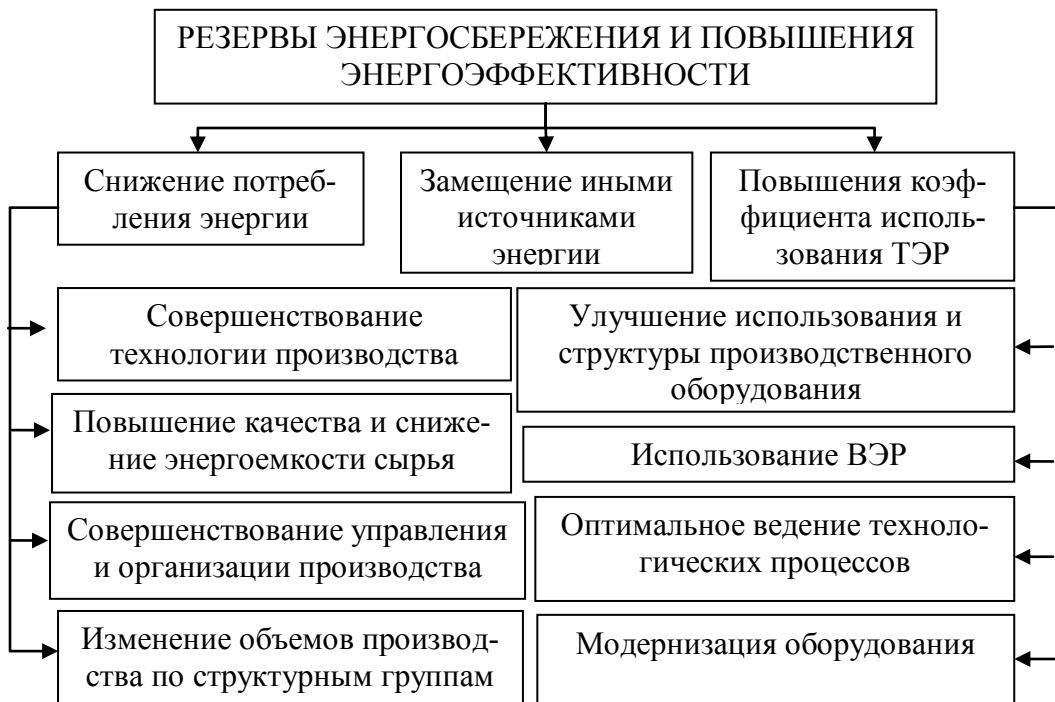 РЕЗЕРВЫ ЭНЕРГОСБЕРЕЖЕНИЯ И ПОВЫШЕНИЯ
ЭНЕРГОЭФФЕКТИВНОСТИ
Снижение потреб-
ления энергии
Замещение иными
источниками
энергии
Повышения коэф-
фициента исполь-
зования ТЭР
Совершенствование
технологии производства
Повышение качества и сниже-
ние энергоемкости сырья
Совершенствование управления
и организации производства
Изменение объемов производ-
ства по структурным группам
Улучшение использования и
структуры производственного
оборудования
Использование ВЭР
Оптимальное ведение техноло-
гических процессов
Модернизация оборудования